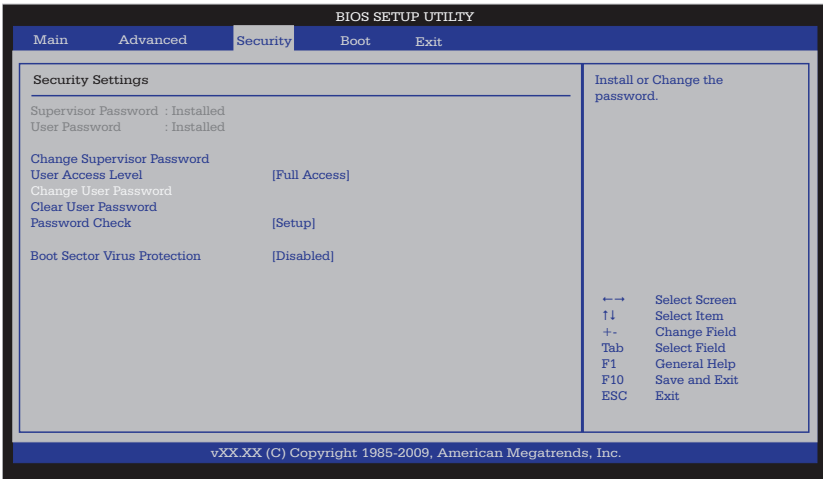 BIOS SETUP UTILTY
Main Advanced Security Boot Exit
Security Settings
Supervisor Password : Installed
User Password : Installed
Change Supervisor Password
User Access Level [Full Access]
Change User Password
Clear User Password
Password Check [Setup]
Boot Sector Virus Protection [Disabled]
Install or Change the
password.
←→ Select Screen
↑↓ Select Item
+- Change Field
Tab Select Field
F1 General Help
F10 Save and Exit
ESC Exit
vXX.XX (C) Copyright 1985-2009, American Megatrends, Inc.